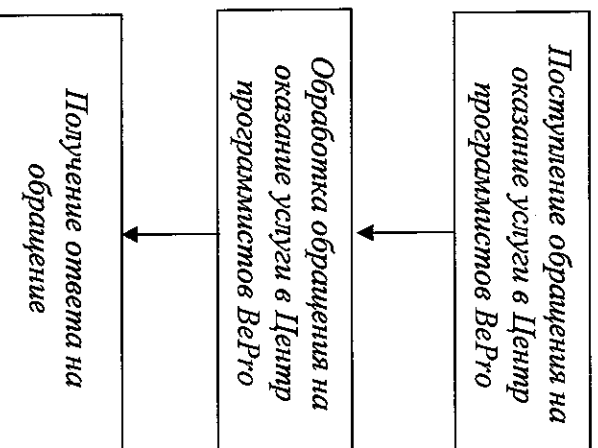 Поступление обращения на
оказание услуги в Центр
программистов BePro
Обработка обращения на
оказание услуги в Центр
программистов BePro
Получение ответа на
обращение